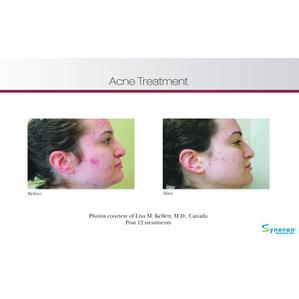 Acne Treatment
Before
After
Photos courtesy of Lisa M. Kellett, M.D., Canada
Post 12 treatments
Syneron